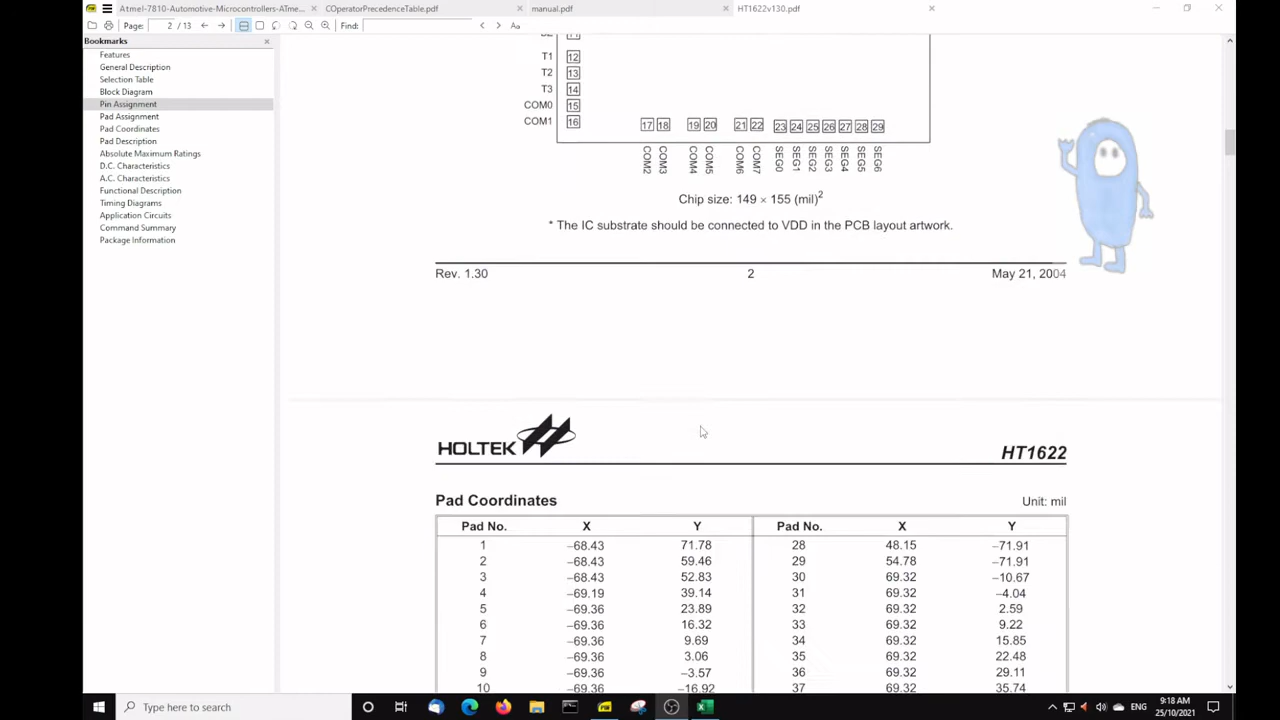 Atmel-7810-Automotive-Microcontrollers-ATme... COperatorPrecedenceTable.pdf manual.pdf HT1622v130.pdf
Page: 2 / 13 Find: Aa
Bookmarks
Features
General Description
Selection Table
Block Diagram
Pin Assignment
Pad Assignment
Pad Coordinates
Pad Description
Absolute Maximum Ratings
D.C. Characteristics
A.C. Characteristics
Functional Description
Timing Diagrams
Application Circuits
Command Summary
Package Information
T1 12
T2 13
T3 14
COM0 15
COM1 16
17 18 19 20 21 22 23 24 25 26 27 28 29
COM2 COM3 COM4 COM5 COM6 COM7 SEG0 SEG1 SEG2 SEG3 SEG4 SEG5 SEG6
Chip size: 149 × 155 (mil)2
* The IC substrate should be connected to VDD in the PCB layout artwork.
Rev. 1.30 2 May 21, 2004
HOLTEK HT1622
Pad Coordinates Unit: mil
Pad No. X Y Pad No. X Y
1 −68.43 71.78 28 48.15 −71.91
2 −68.43 59.46 29 54.78 −71.91
3 −68.43 52.83 30 69.32 −10.67
4 −69.19 39.14 31 69.32 −4.04
5 −69.36 23.89 32 69.32 2.59
6 −69.36 16.32 33 69.32 9.22
7 −69.36 9.69 34 69.32 15.85
8 −69.36 3.06 35 69.32 22.48
9 −69.36 −3.57 36 69.32 29.11
10 −69.36 −16.92 37 69.32 35.74
Type here to search
ENG
9:18 AM
25/10/2021